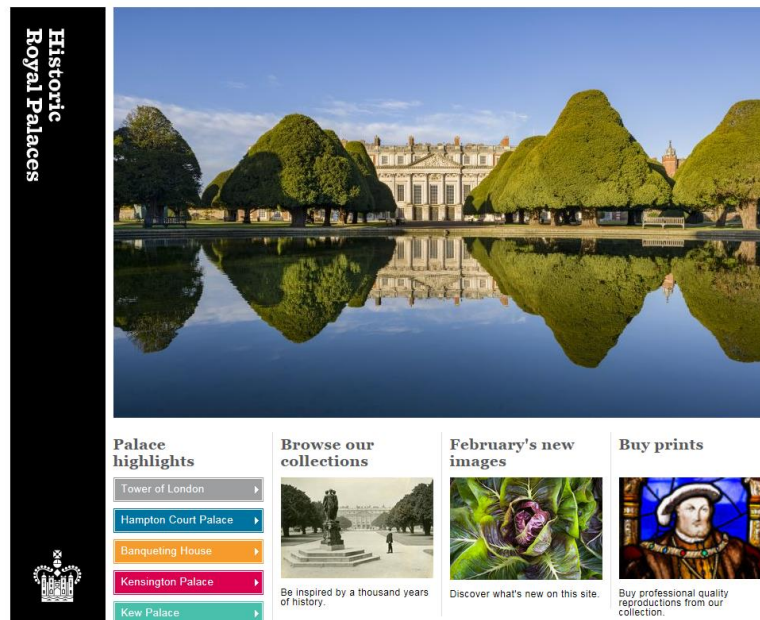 Historic
Royal Palaces
Palace
highlights
Tower of London
Hampton Court Palace
Banqueting House
Kensington Palace
Kew Palace
Browse our
collections
Be inspired by a thousand years
of history.
February's new
images
Discover what's new on this site.
Buy prints
Buy professional quality
reproductions from our
collection.